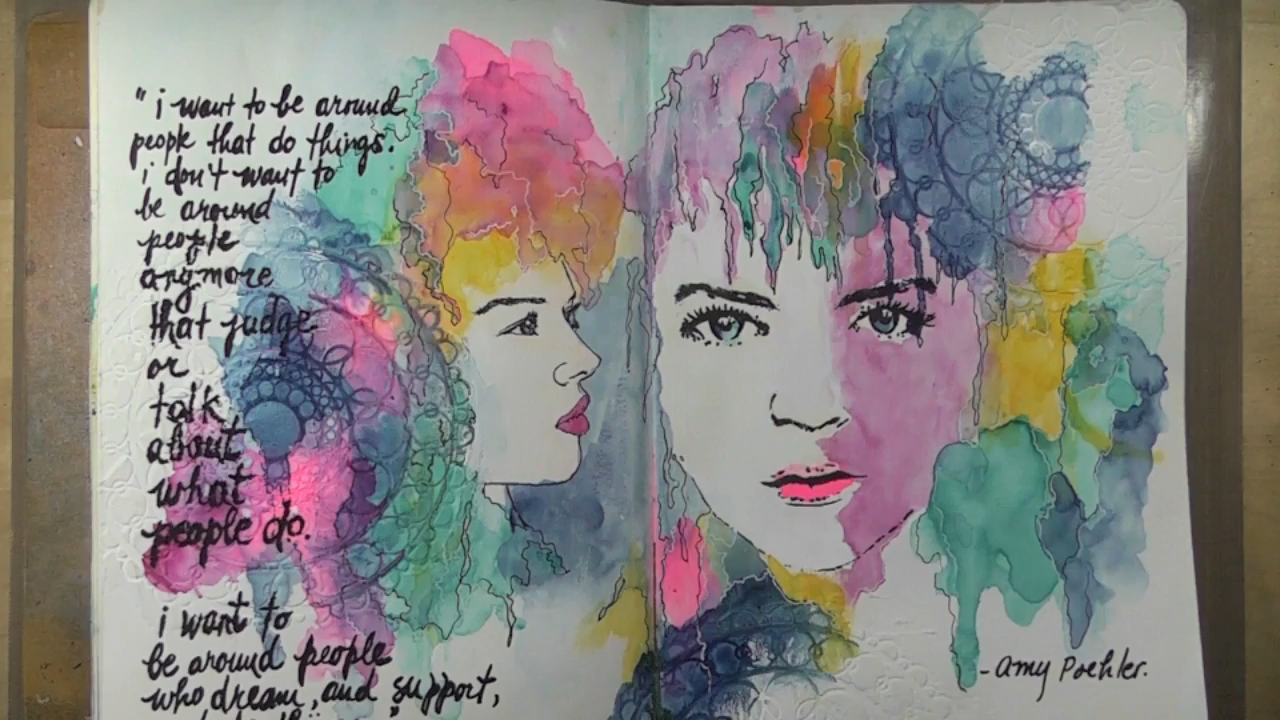 " i want to be around
people that do things.
i don't want to
be around
people
anymore
that judge
or
talk
about
what
people do.
i want to
be around people
who dream, and support,
- amy Poehler.